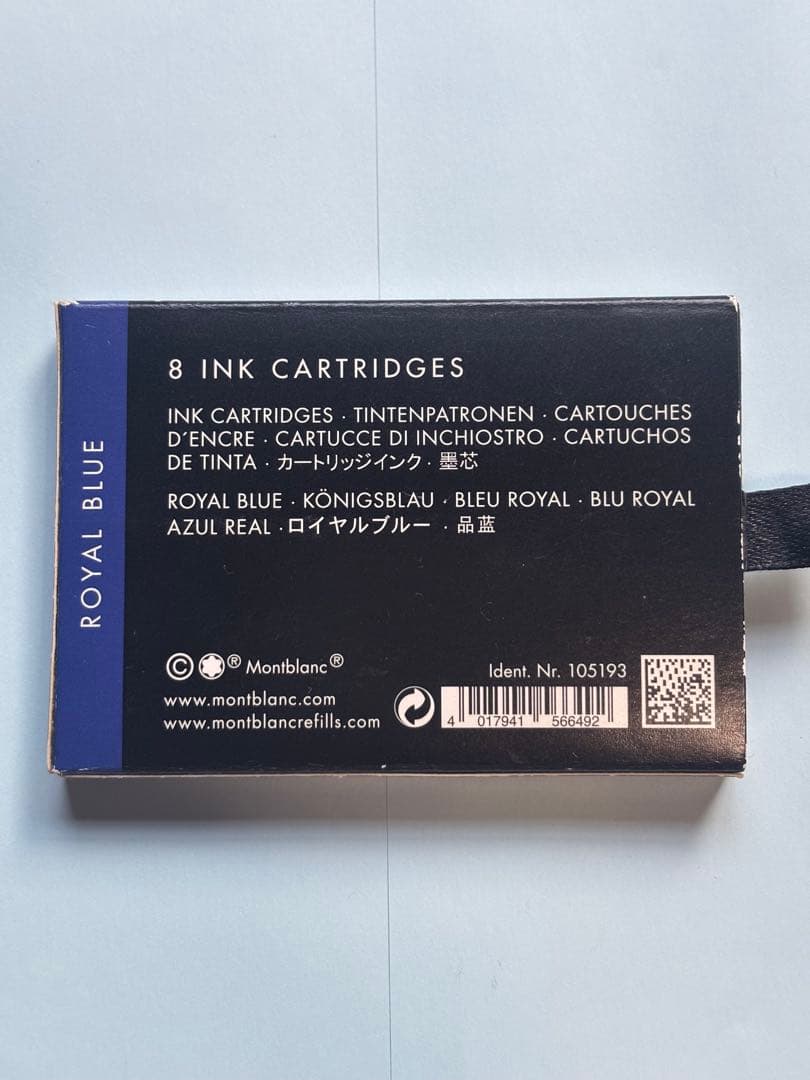 ROYAL BLUE
8 INK CARTRIDGES
INK CARTRIDGES · TINTENPATRONEN · CARTOUCHES
D'ENCRE · CARTUCCE DI INCHIOSTRO · CARTUCHOS
DE TINTA · カートリッジインク · 墨芯
ROYAL BLUE · KÖNIGSBLAU · BLEU ROYAL · BLU ROYAL
AZUL REAL · ロイヤルブルー · 品蓝
© ® Montblanc®
www.montblanc.com
www.montblancrefills.com
Ident. Nr. 105193
4 017941 566492